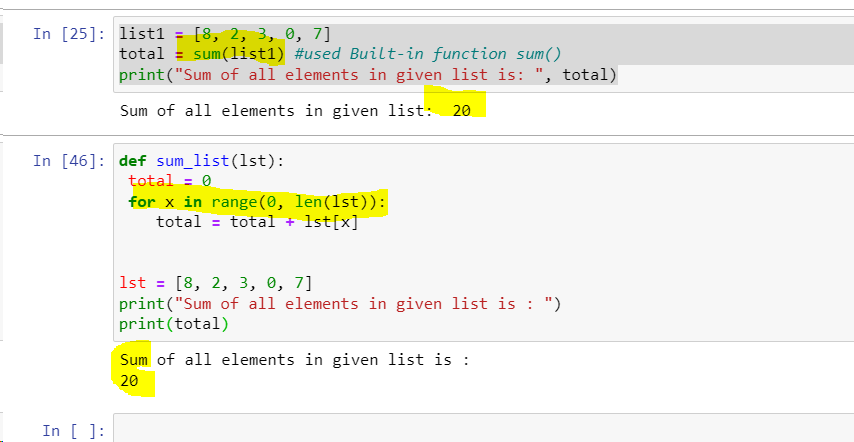 In [25]: list1 = [8, 2, 3, 0, 7]
total = sum(list1) #used Built-in function sum()
print("Sum of all elements in given list is: ", total)
Sum of all elements in given list:  20
In [46]: def sum_list(lst):
total = 0
for x in range(0, len(lst)):
total = total + lst[x]
lst = [8, 2, 3, 0, 7]
print("Sum of all elements in given list is : ")
print(total)
Sum of all elements in given list is :
20
In [ ]: